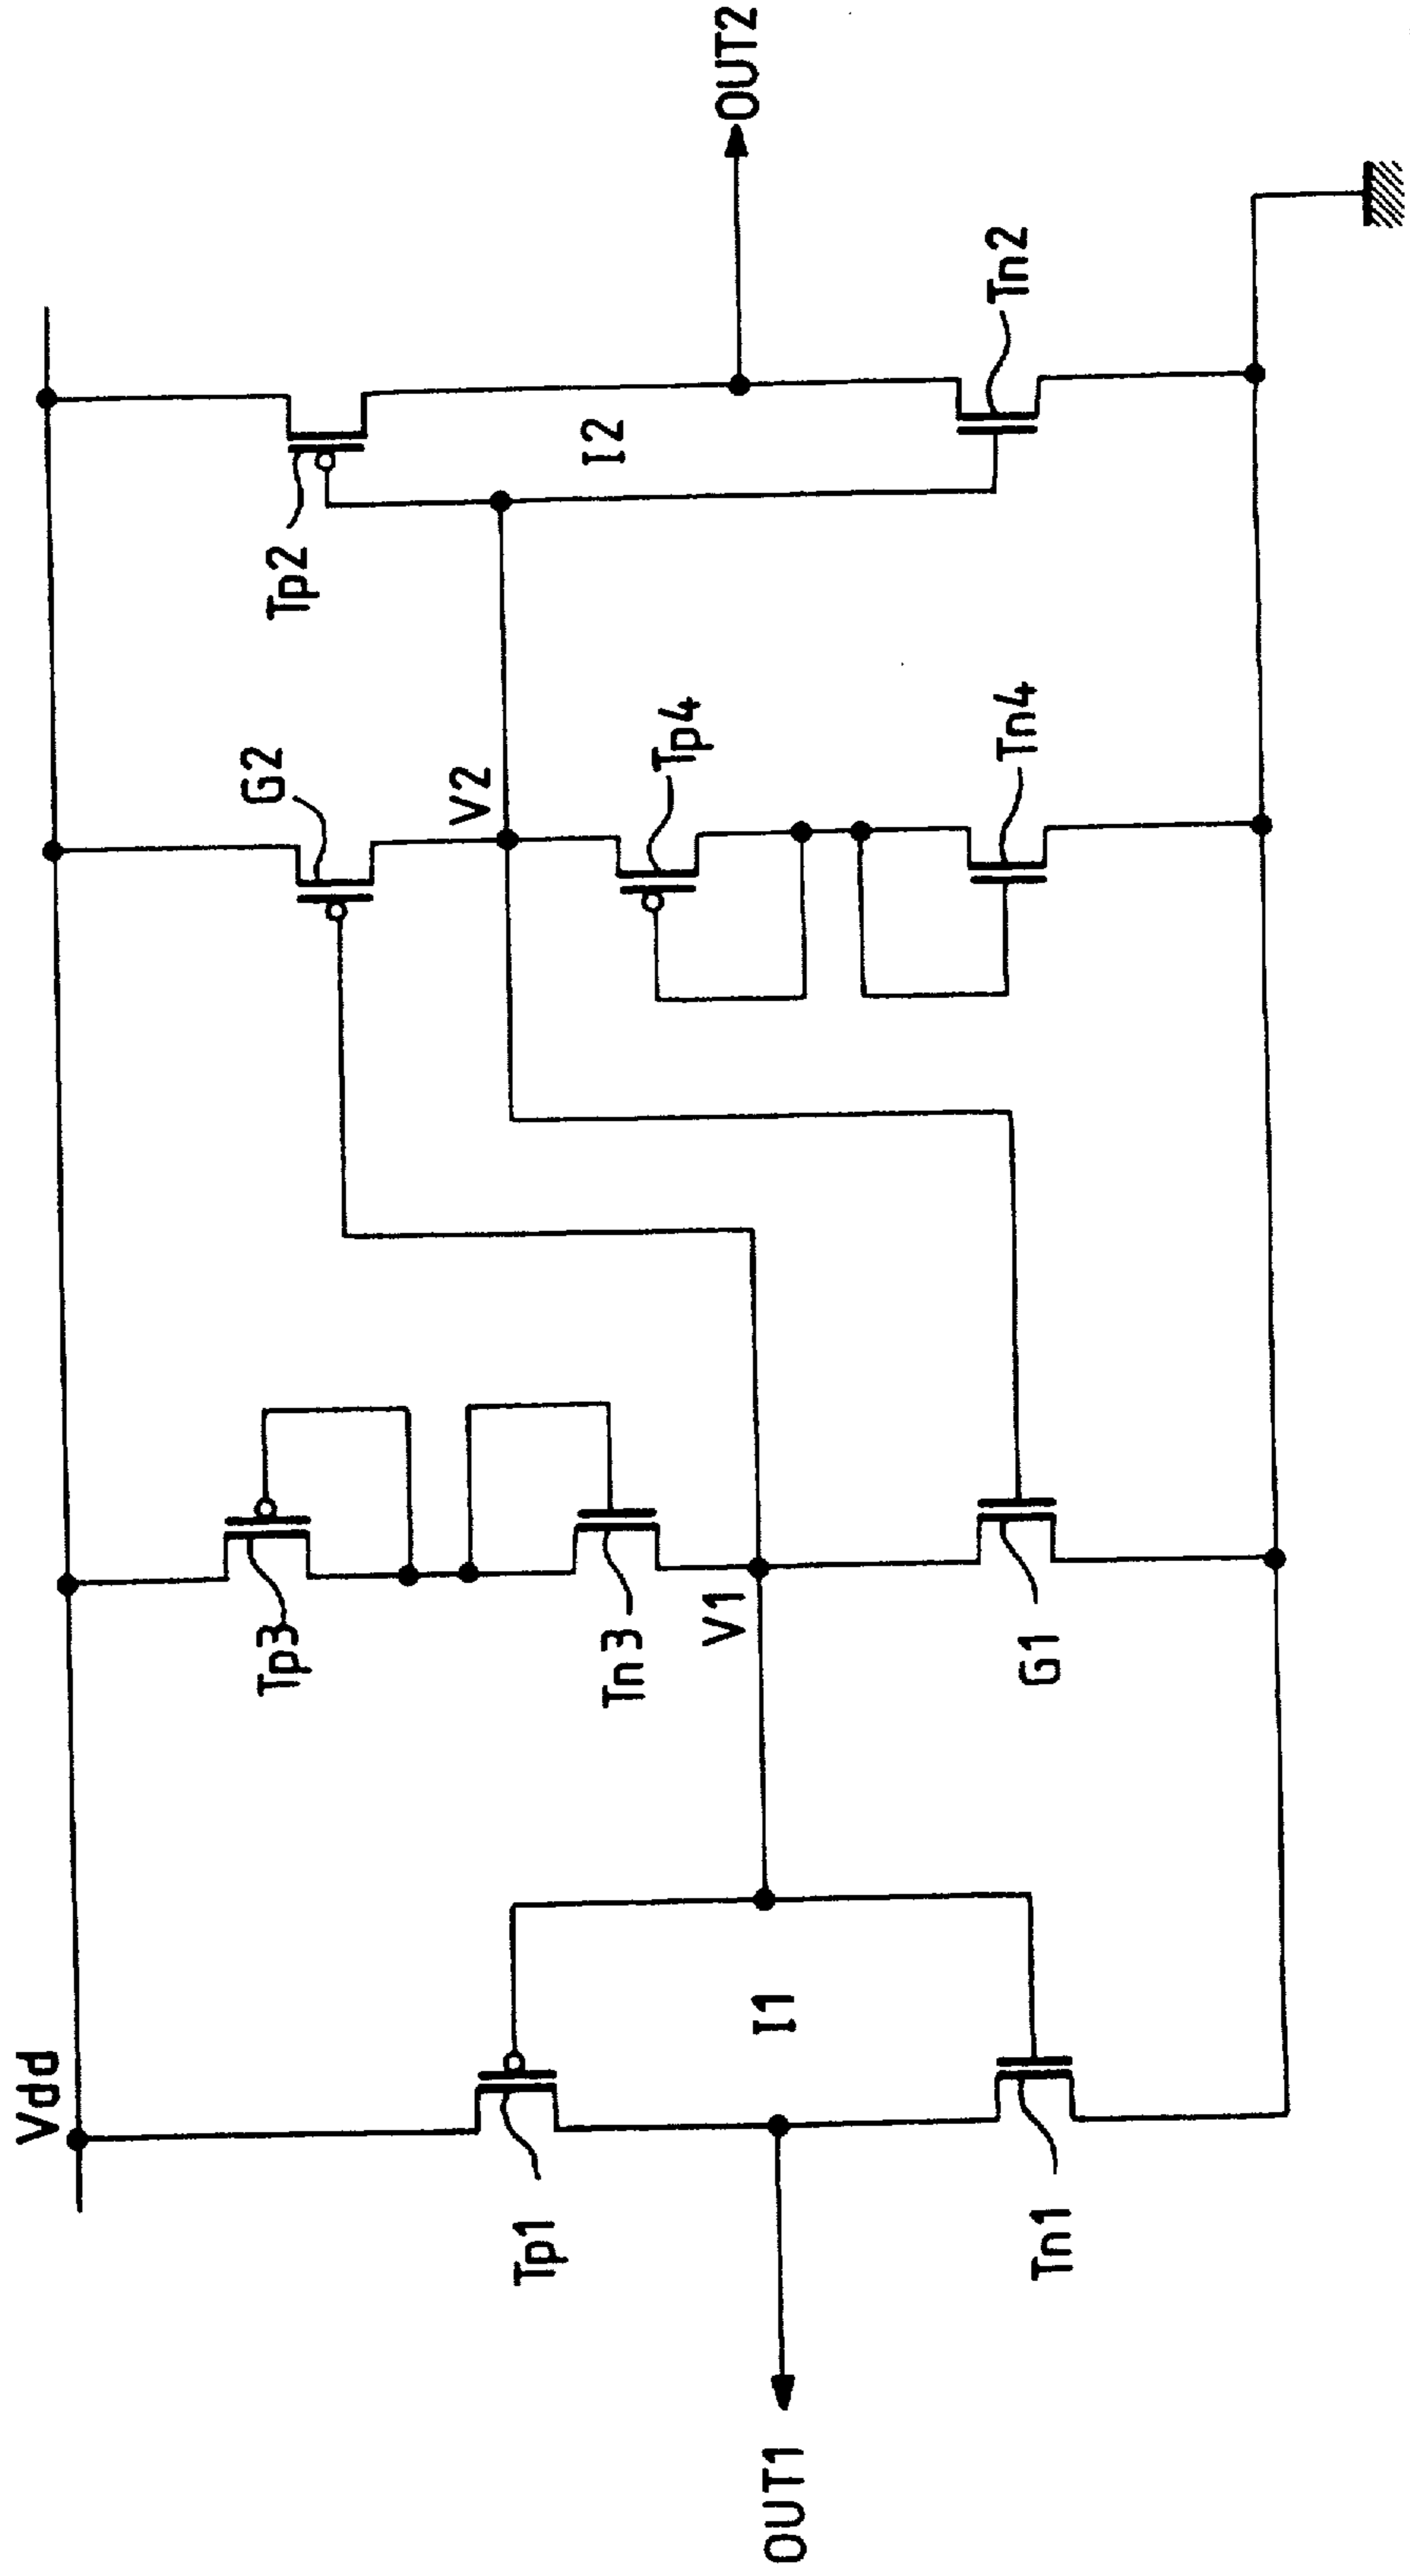 Vdd
Tp1
I1
Tn1
OUT1
Tp3
Tn3
V1
G1
G2
V2
Tp4
Tn4
Tp2
I2
Tn2
OUT2